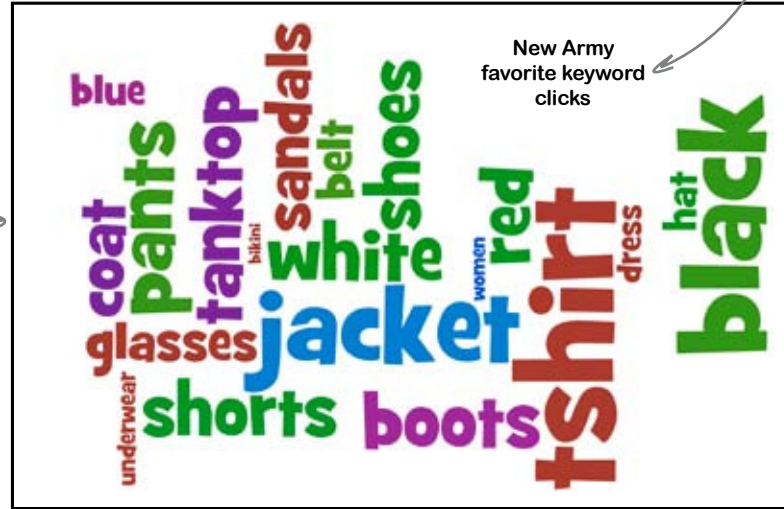 New Army
favorite keyword
clicks
blue
sandals
shoes
belt
tanktop
pants
coat
bikini
white
red
women
hat
black
tshirt
dress
jacket
glasses
underwear
shorts
boots